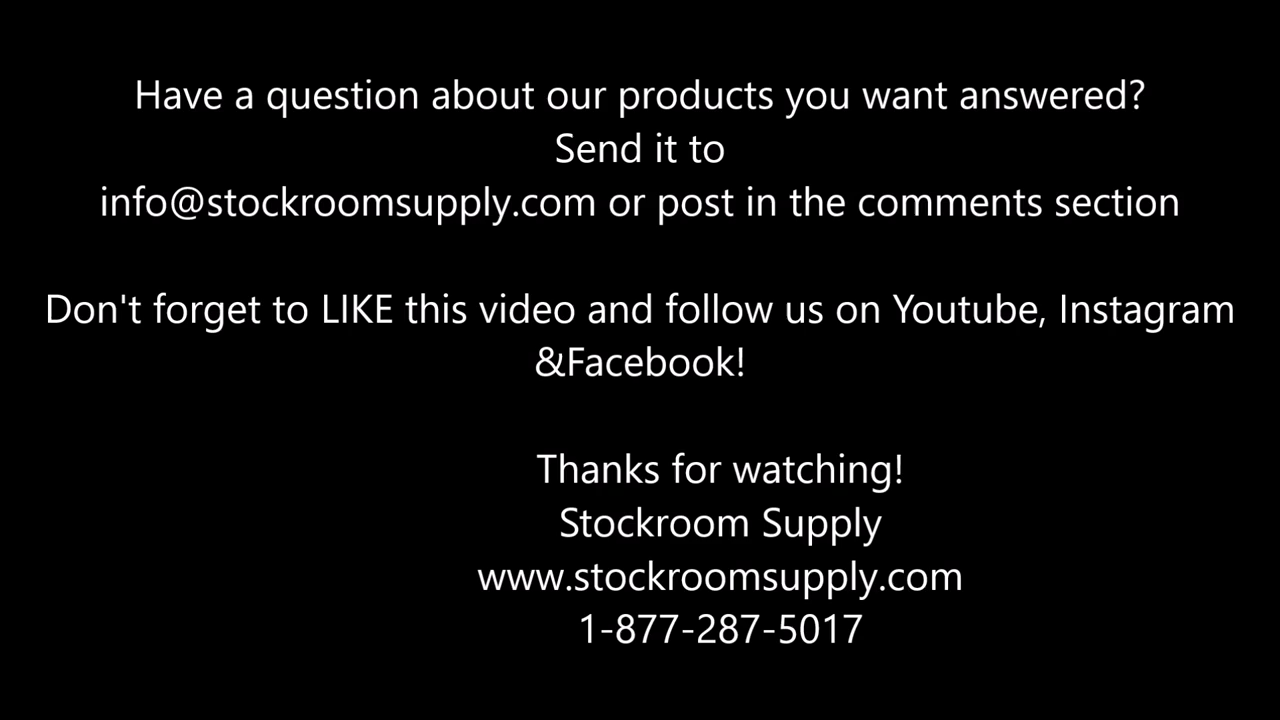 Have a question about our products you want answered?
Send it to
info@stockroomsupply.com or post in the comments section
Don't forget to LIKE this video and follow us on Youtube, Instagram
&Facebook!
Thanks for watching!
Stockroom Supply
www.stockroomsupply.com
1-877-287-5017